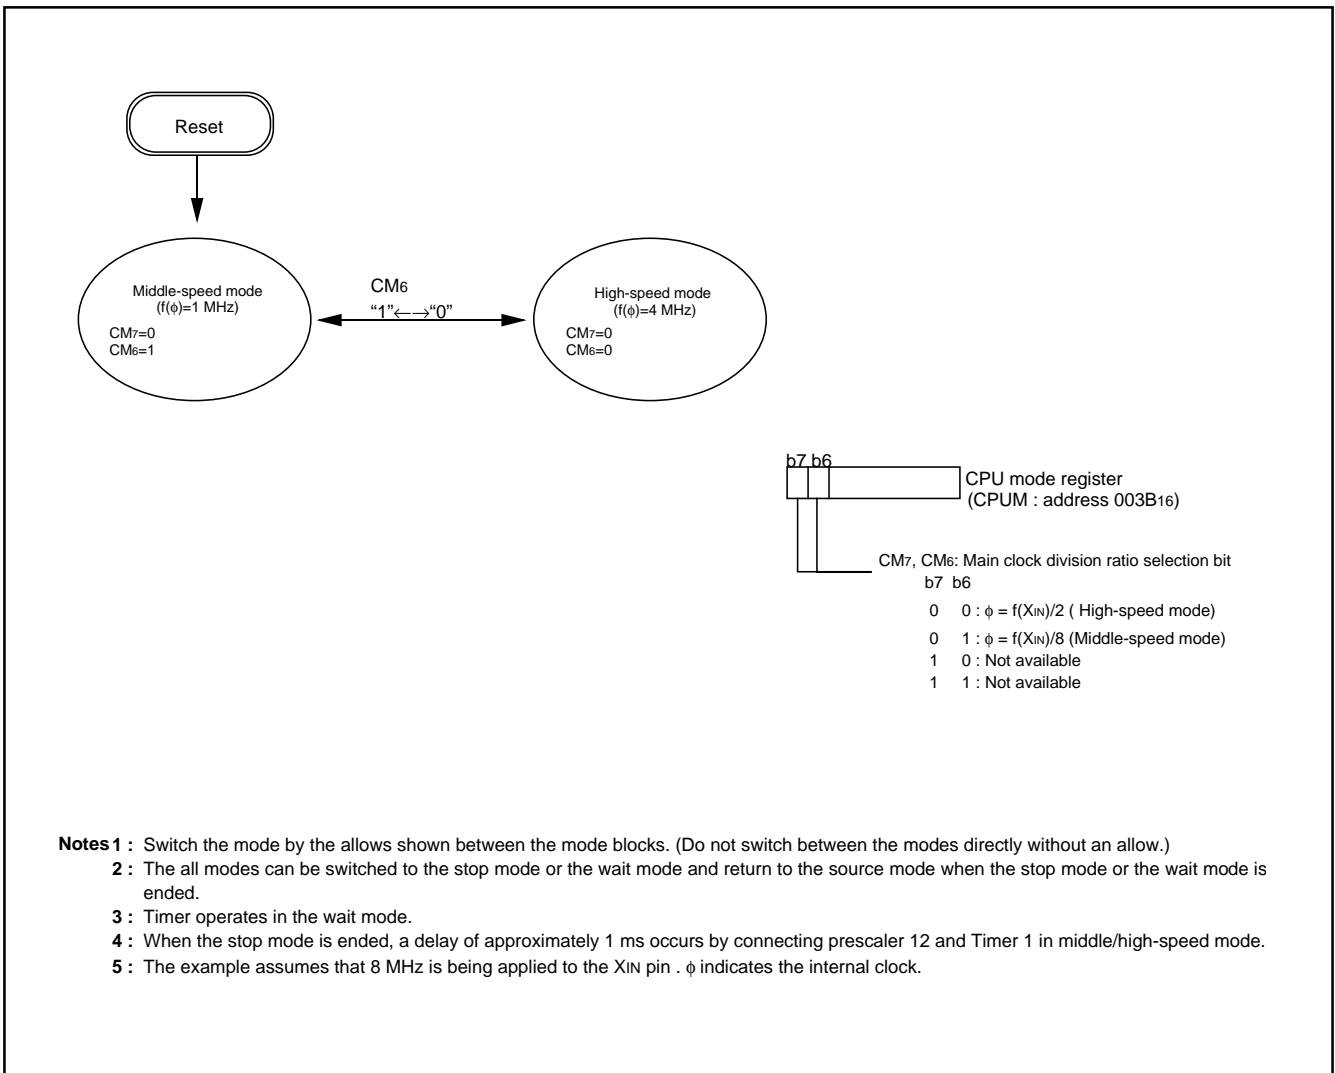 Reset
Middle-speed mode
(f(ϕ)=1 MHz)
CM7=0
CM6=1
CM6
“1”←→“0”
High-speed mode
(f(ϕ)=4 MHz)
CM7=0
CM6=0
b7 b6
CPU mode register
(CPUM : address 003B16)
CM7, CM6: Main clock division ratio selection bit
b7 b6
0 0 : ϕ = f(XIN)/2 ( High-speed mode)
0 1 : ϕ = f(XIN)/8 (Middle-speed mode)
1 0 : Not available
1 1 : Not available
Notes 1 : Switch the mode by the allows shown between the mode blocks. (Do not switch between the modes directly without an allow.)
2 : The all modes can be switched to the stop mode or the wait mode and return to the source mode when the stop mode or the wait mode is
ended.
3 : Timer operates in the wait mode.
4 : When the stop mode is ended, a delay of approximately 1 ms occurs by connecting prescaler 12 and Timer 1 in middle/high-speed mode.
5 : The example assumes that 8 MHz is being applied to the XIN pin . ϕ indicates the internal clock.